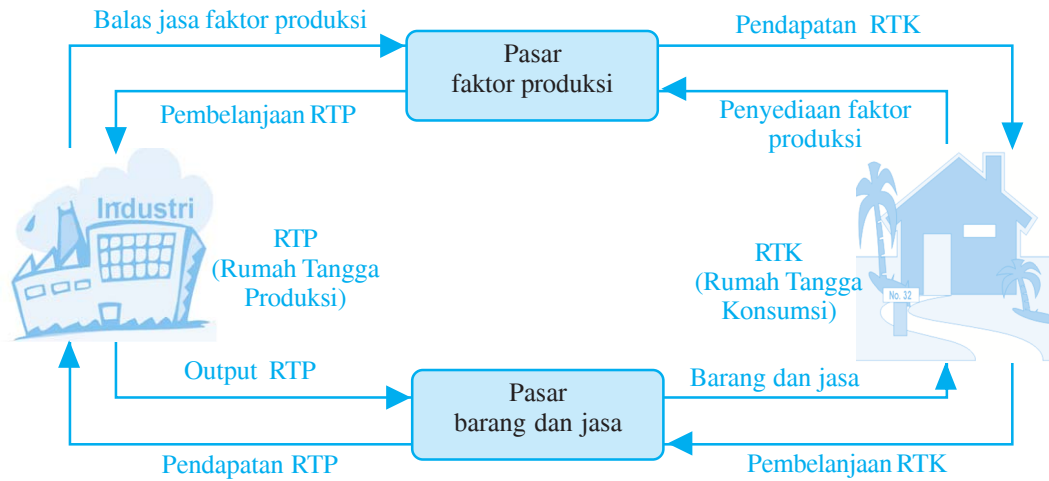 Balas jasa faktor produksi
Pasar
faktor produksi
Pendapatan RTK
Pembelanjaan RTP
Penyediaan faktor
produksi
Industri
RTP
(Rumah Tangga
Produksi)
RTK
(Rumah Tangga
Konsumsi)
No. 32
Output RTP
Pasar
barang dan jasa
Barang dan jasa
Pendapatan RTP
Pembelanjaan RTK